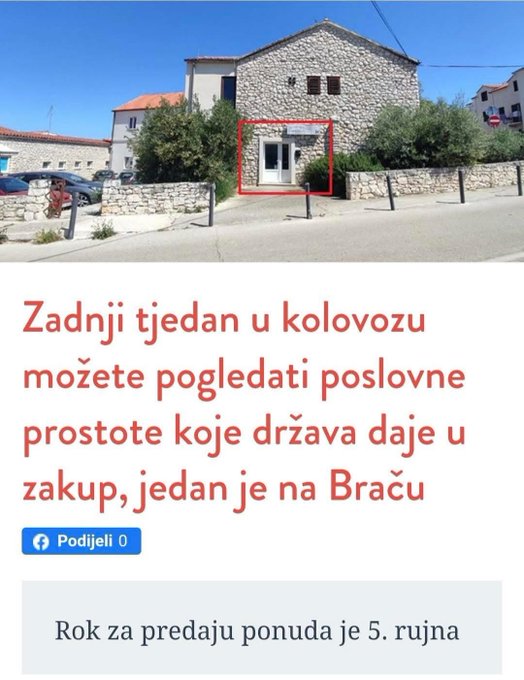 Zadnji tjedan u kolovozu
možete pogledati poslovne
prostote koje država daje u
zakup, jedan je na Braču
Podijeli 0
Rok za predaju ponuda je 5. rujna